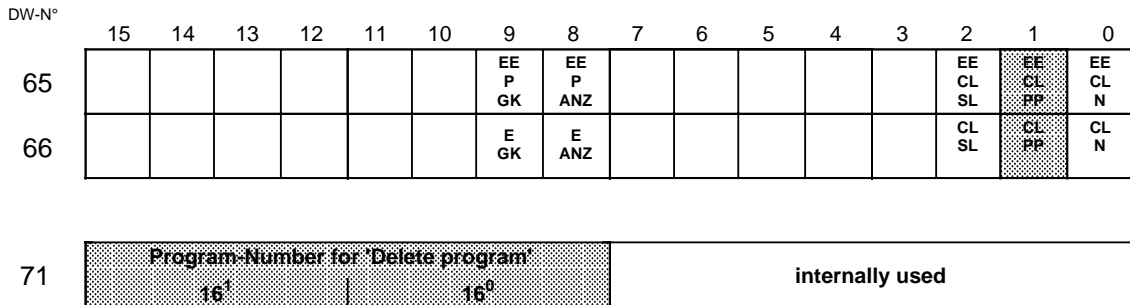 DW-N°
15 14 13 12 11 10 9 8 7 6 5 4 3 2 1 0
65
EE EE EE EE EE
P P CL CL CL
GK ANZ SL PP N
66
E E CL CL CL
GK ANZ SL PP N
71
Program-Number for 'Delete program' internally used
16¹ 16⁰